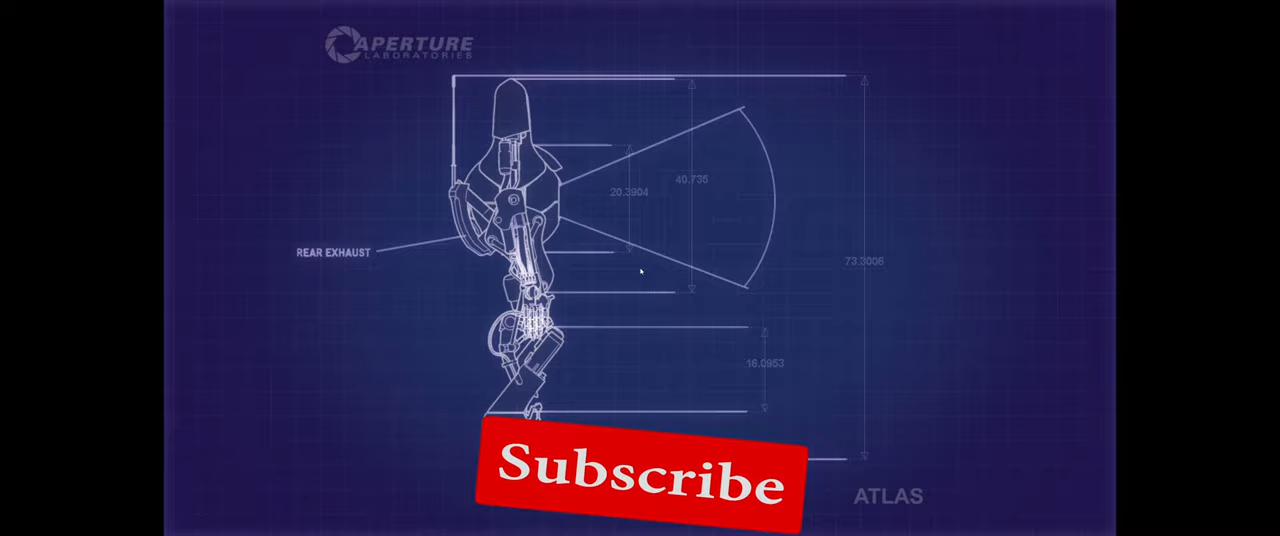 APERTURE
LABORATORIES
40.735
20.3904
REAR EXHAUST
73.3006
16.0953
Subscribe
ATLAS